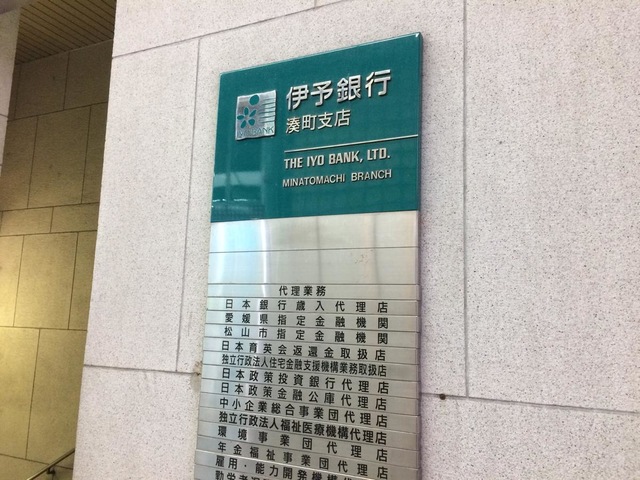 伊予銀行
湊町支店
IYO BANK
THE IYO BANK, LTD.
MINATOMACHI BRANCH
代理業務
日本銀行歳入代理店
愛媛県指定金融機関
松山市指定金融機関
日本育英会返還金取扱店
独立行政法人住宅金融支援機構業務取扱店
日本政策投資銀行代理店
日本政策金融公庫代理店
中小企業総合事業団代理店
独立行政法人福祉医療機構代理店
環境事業団代理店
年金福祉事業団代理店
雇用・能力開発機構代
勤労者退